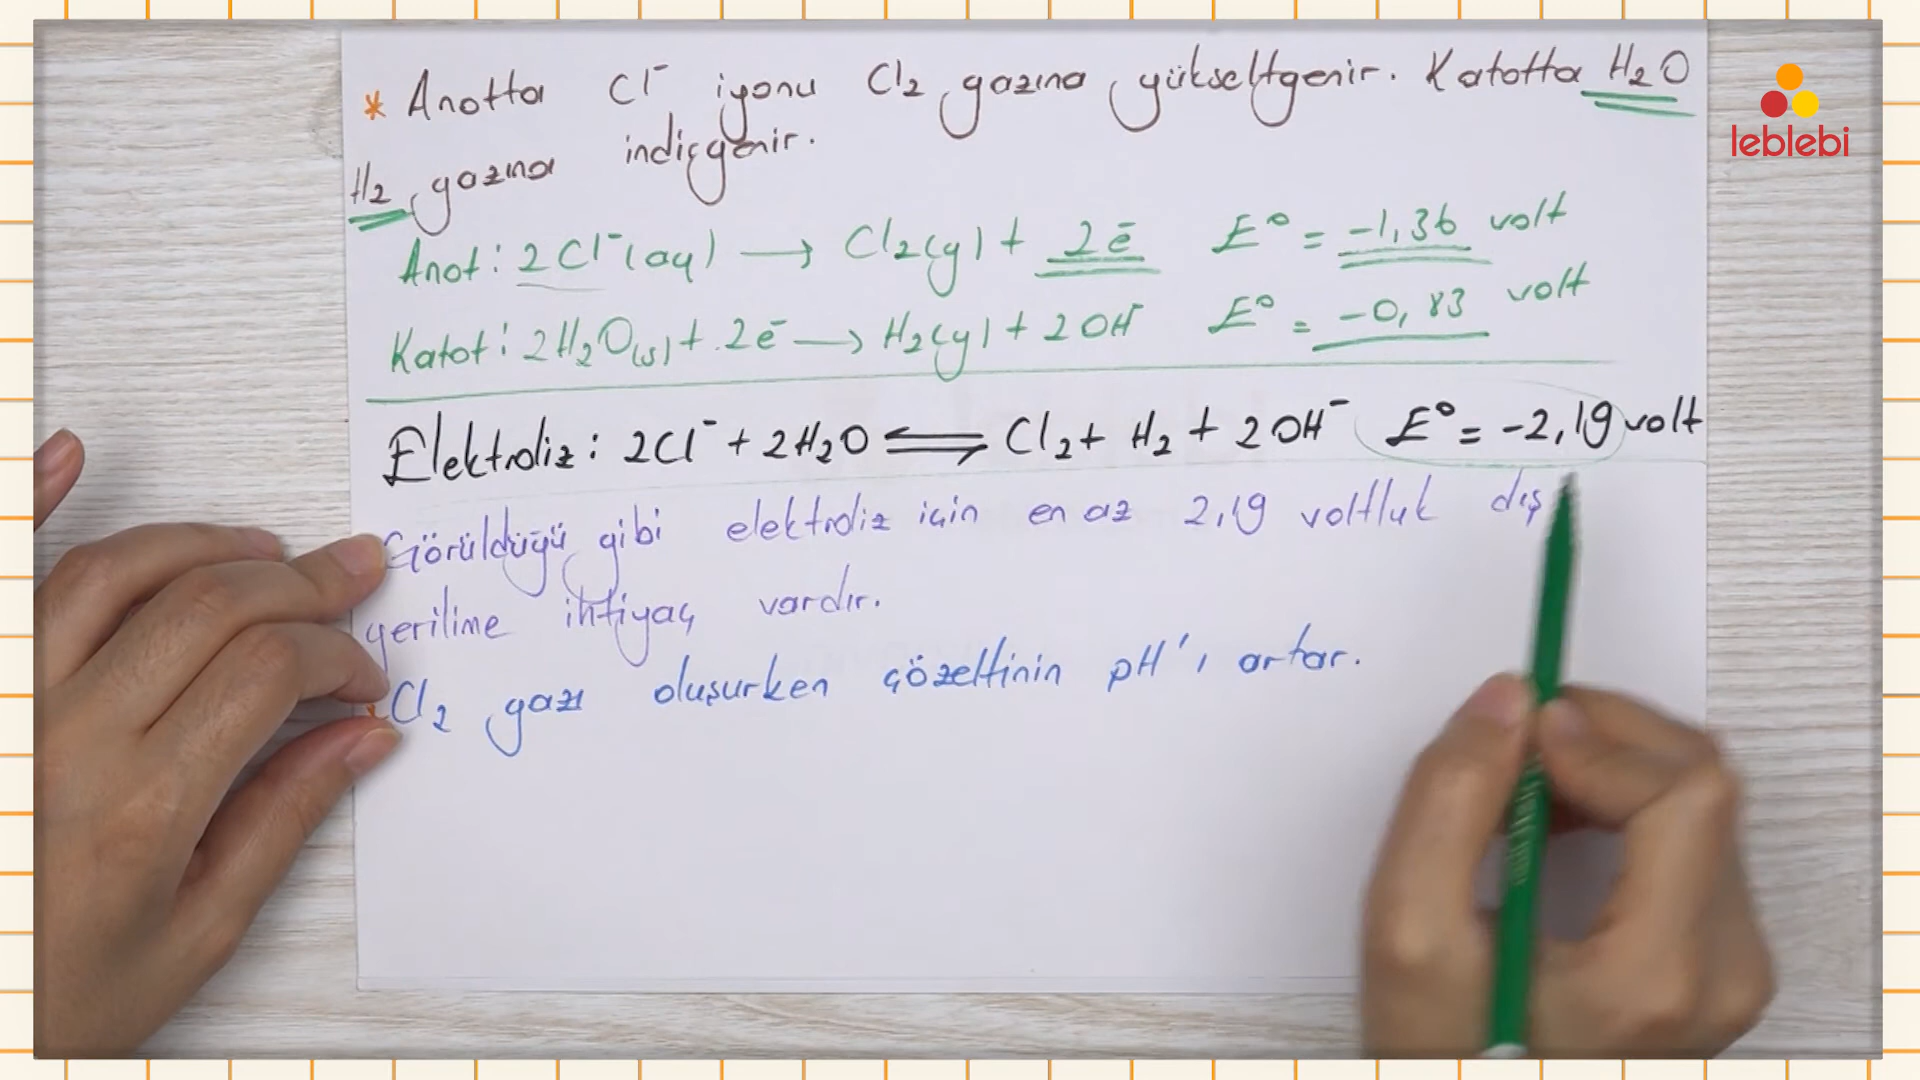 * Anotta Cl⁻ iyonu Cl₂ gazına yükseltgenir. Katotta H₂O
H₂ gazına indirgenir.
Anot: 2Cl⁻(aq) → Cl₂(g) + 2e⁻ E° = -1,36 volt
Katot: 2H₂O(s) + 2e⁻ → H₂(g) + 2OH⁻ E° = -0,83 volt
Elektroliz: 2Cl⁻ + 2H₂O ⇌ Cl₂ + H₂ + 2OH⁻ E° = -2,19 volt
Görüldüğü gibi elektroliz için en az 2,19 voltluk dış
gerilime ihtiyaç vardır.
* Cl₂ gazı oluşurken çözeltinin pH'ı artar.
leblebi